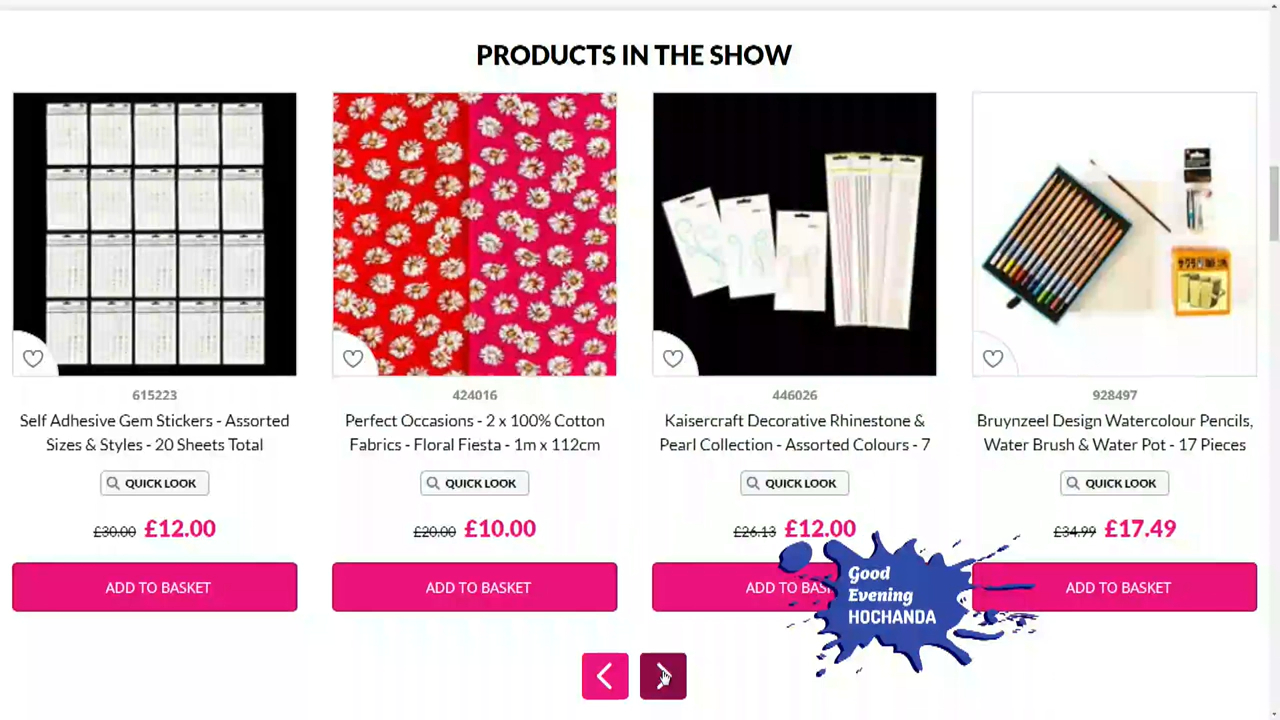 PRODUCTS IN THE SHOW
615223
Self Adhesive Gem Stickers - Assorted
Sizes & Styles - 20 Sheets Total
QUICK LOOK
£30.00 £12.00
ADD TO BASKET
424016
Perfect Occasions - 2 x 100% Cotton
Fabrics - Floral Fiesta - 1m x 112cm
QUICK LOOK
£20.00 £10.00
ADD TO BASKET
446026
Kaisercraft Decorative Rhinestone &
Pearl Collection - Assorted Colours - 7
QUICK LOOK
£26.13 £12.00
ADD TO BAS
928497
Bruynzeel Design Watercolour Pencils,
Water Brush & Water Pot - 17 Pieces
QUICK LOOK
£34.99 £17.49
ADD TO BASKET
Good
Evening
HOCHANDA